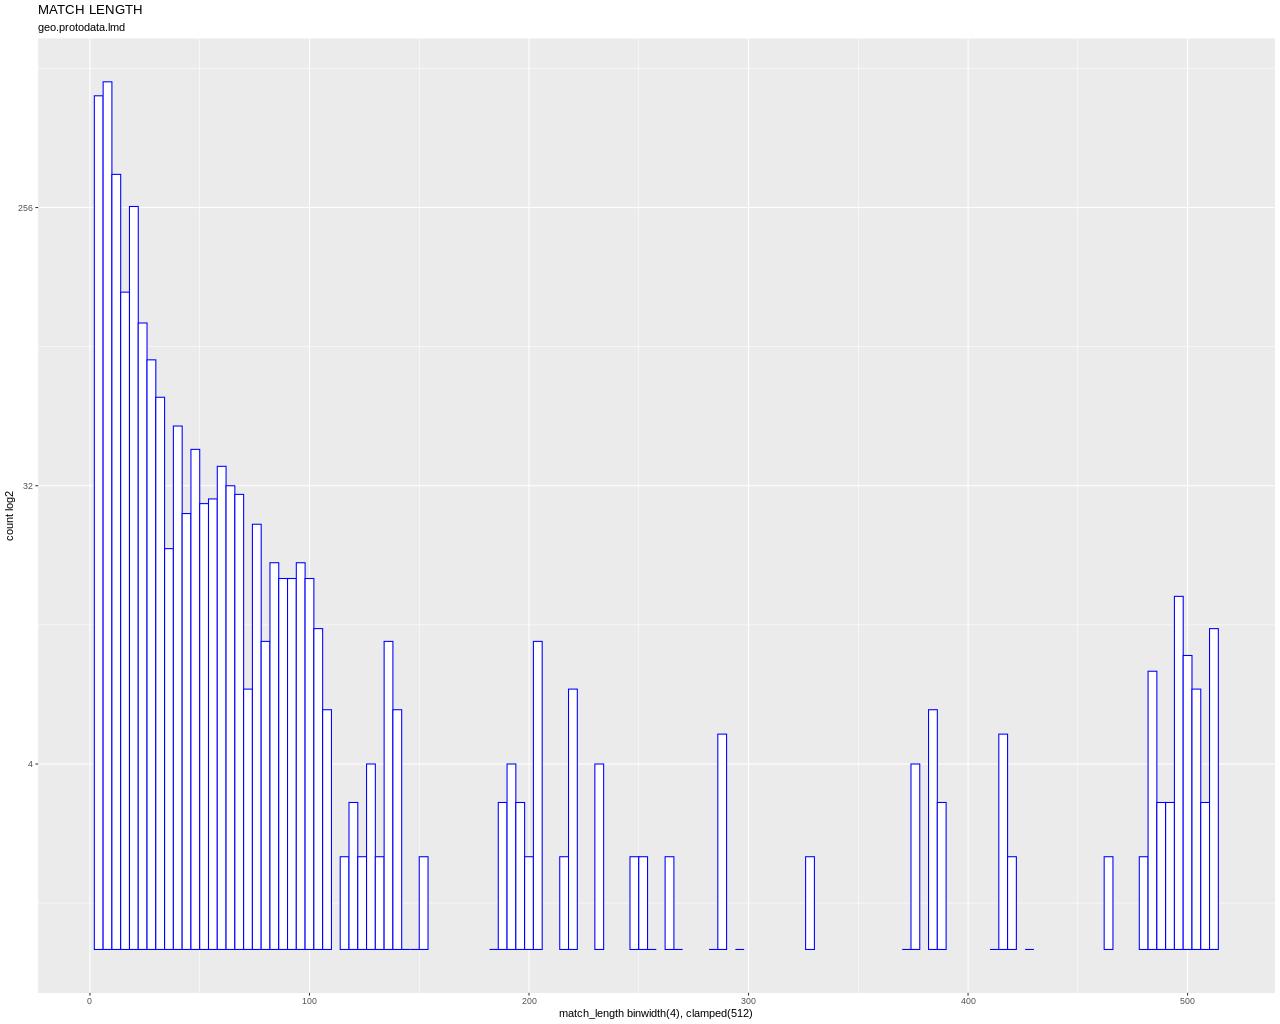 MATCH LENGTH
geo.protodata.lmd
count log2
256
32
4
0 100 200 300 400 500
match_length binwidth(4), clamped(512)